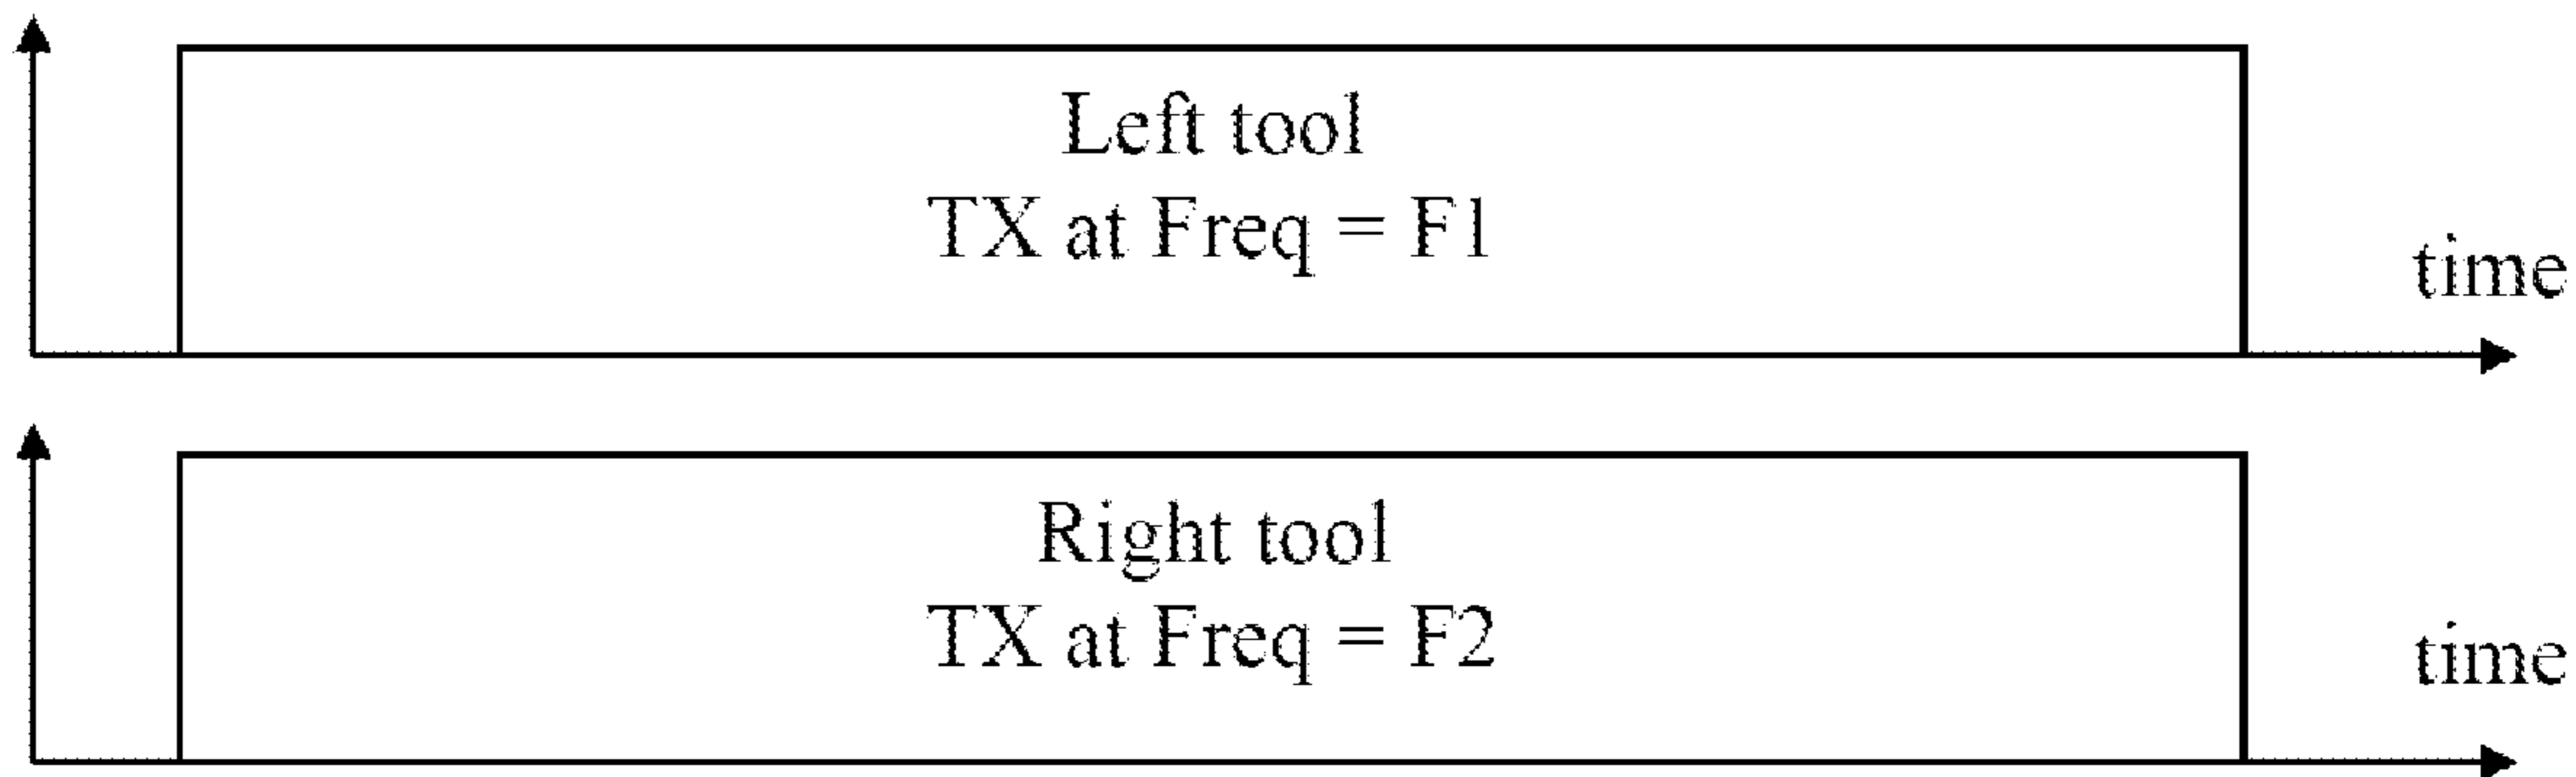 Left tool
TX at Freq = F1
time
Right tool
TX at Freq = F2
time